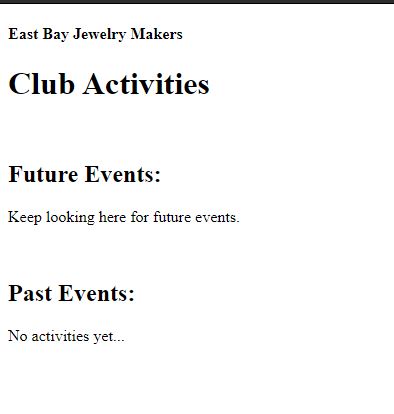 East Bay Jewelry Makers
Club Activities
Future Events:
Keep looking here for future events.
Past Events:
No activities yet...